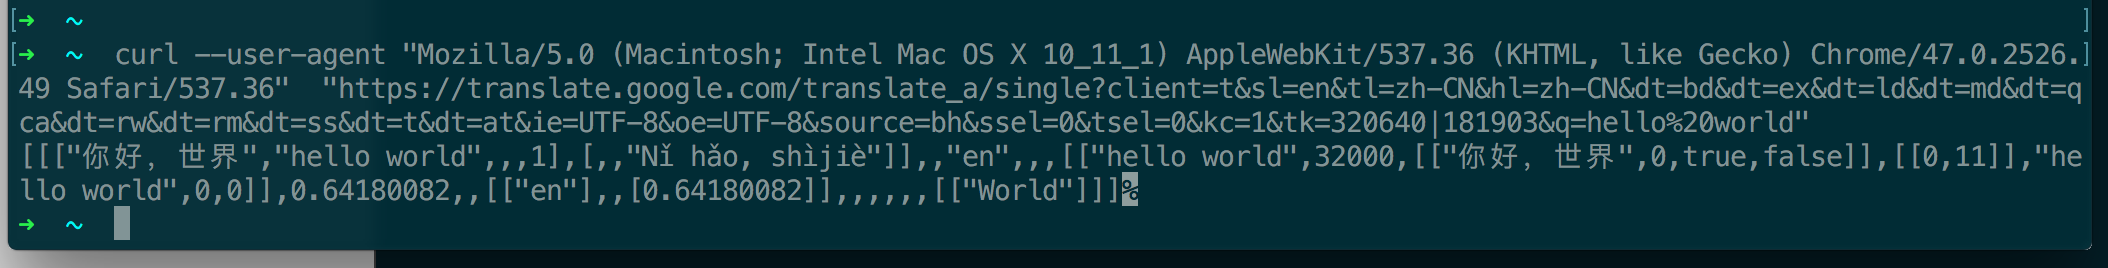 [➜  ~ ]
[➜  ~  curl --user-agent "Mozilla/5.0 (Macintosh; Intel Mac OS X 10_11_1) AppleWebKit/537.36 (KHTML, like Gecko) Chrome/47.0.2526.]
49 Safari/537.36"  "https://translate.google.com/translate_a/single?client=t&sl=en&tl=zh-CN&hl=zh-CN&dt=bd&dt=ex&dt=ld&dt=md&dt=q
ca&dt=rw&dt=rm&dt=ss&dt=t&dt=at&ie=UTF-8&oe=UTF-8&source=bh&ssel=0&tsel=0&kc=1&tk=320640|181903&q=hello%20world"
[[["你好，世界","hello world",,,1],[,,"Nǐ hǎo, shìjiè"]],,"en",,,[["hello world",32000,[["你好，世界",0,true,false]],[[0,11]],"he
llo world",0,0]],0.64180082,,[["en"],,[0.64180082]],,,,,,[["World"]]]%
➜  ~